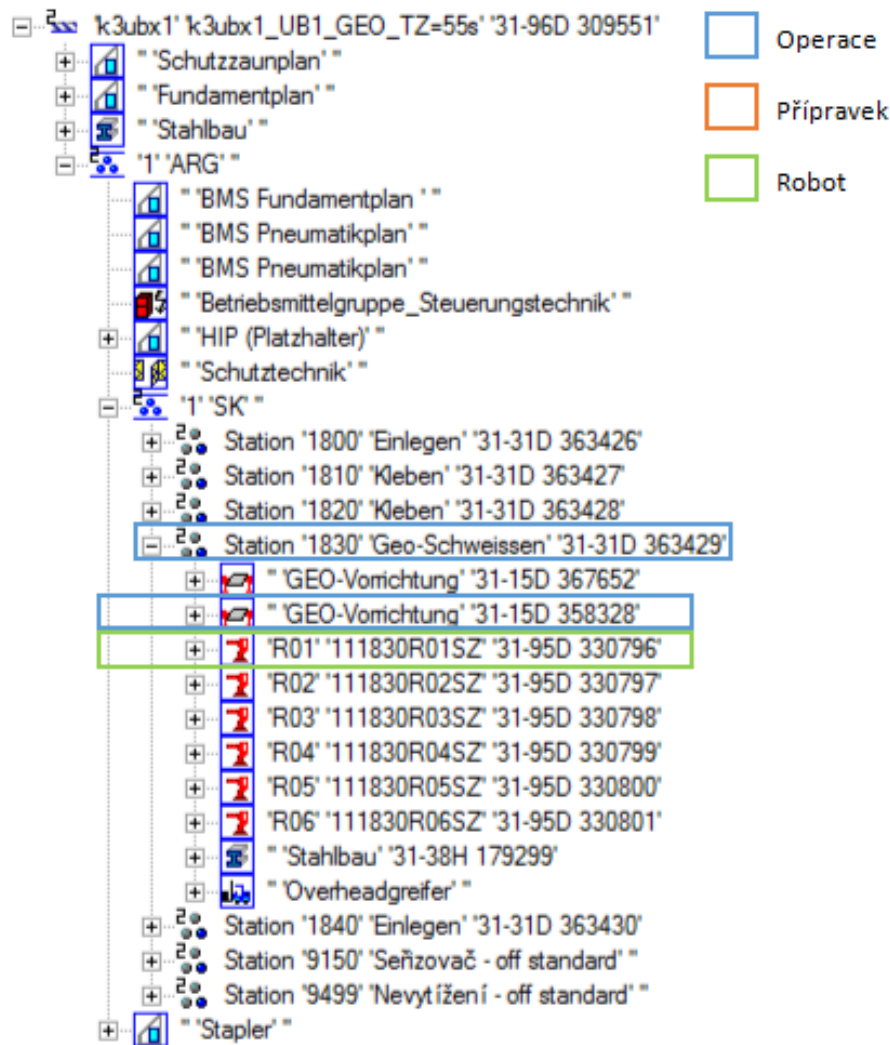 'k3ubx1' 'k3ubx1_UB1_GEO_TZ=55s' '31-96D 309551'
'' 'Schutzzaunplan' ''
'' 'Fundamentplan' ''
'' 'Stahlbau' ''
'1' 'ARG' ''
'' 'BMS Fundamentplan ' ''
'' 'BMS Pneumatikplan' ''
'' 'BMS Pneumatikplan' ''
'' 'Betriebsmittelgruppe_Steuerungstechnik' ''
'' 'HIP (Platzhalter)' ''
'' 'Schutztechnik' ''
'1' 'SK' ''
Station '1800' 'Einlegen' '31-31D 363426'
Station '1810' 'Kleben' '31-31D 363427'
Station '1820' 'Kleben' '31-31D 363428'
Station '1830' 'Geo-Schweissen' '31-31D 363429'
'' 'GEO-Vorrichtung' '31-15D 367652'
'' 'GEO-Vorrichtung' '31-15D 358328'
'R01' '111830R01SZ' '31-95D 330796'
'R02' '111830R02SZ' '31-95D 330797'
'R03' '111830R03SZ' '31-95D 330798'
'R04' '111830R04SZ' '31-95D 330799'
'R05' '111830R05SZ' '31-95D 330800'
'R06' '111830R06SZ' '31-95D 330801'
'' 'Stahlbau' '31-38H 179299'
'' 'Overheadgreifer' ''
Station '1840' 'Einlegen' '31-31D 363430'
Station '9150' 'Seřizovač - off standard' ''
Station '9499' 'Nevytížení - off standard' ''
'' 'Stapler' ''
Operace
Přípravek
Robot